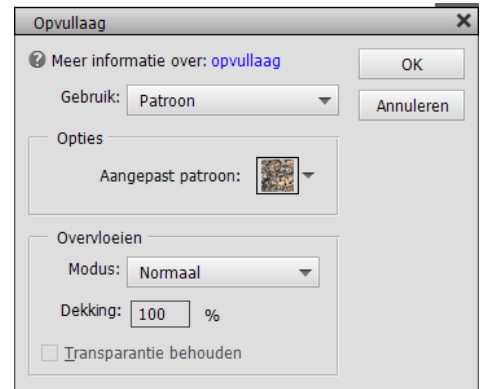 Opvullaag
Meer informatie over: opvullaag
OK
Gebruik: Patroon
Annuleren
Opties
Aangepast patroon:
Overvloeien
Modus: Normaal
Dekking: 100 %
Transparantie behouden